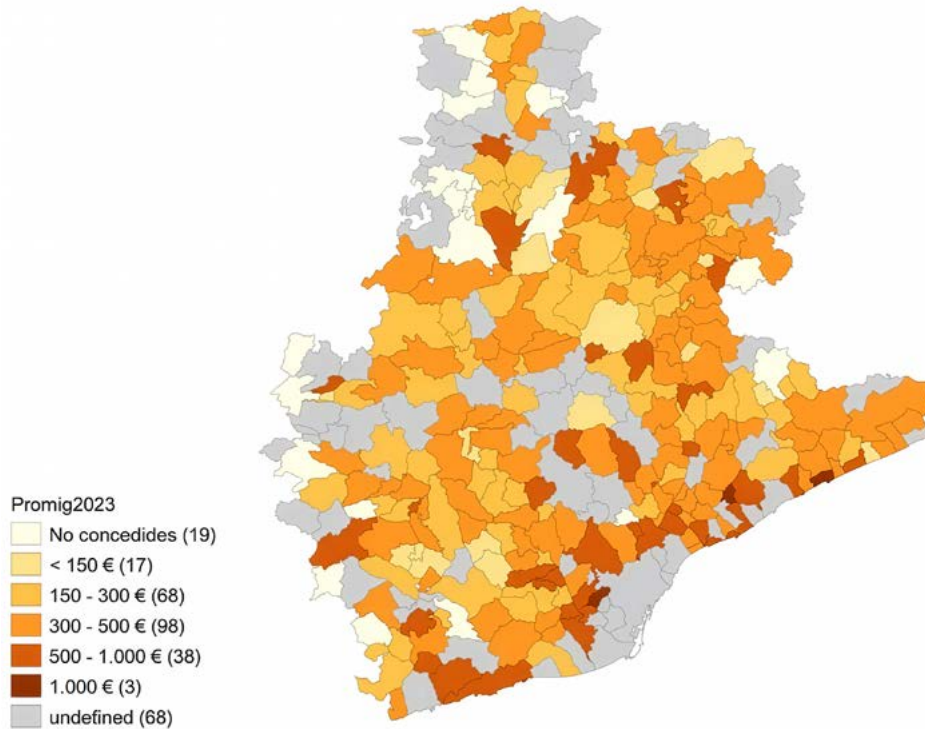 Promig2023
No concedides (19)
< 150 € (17)
150 - 300 € (68)
300 - 500 € (98)
500 - 1.000 € (38)
1.000 € (3)
undefined (68)